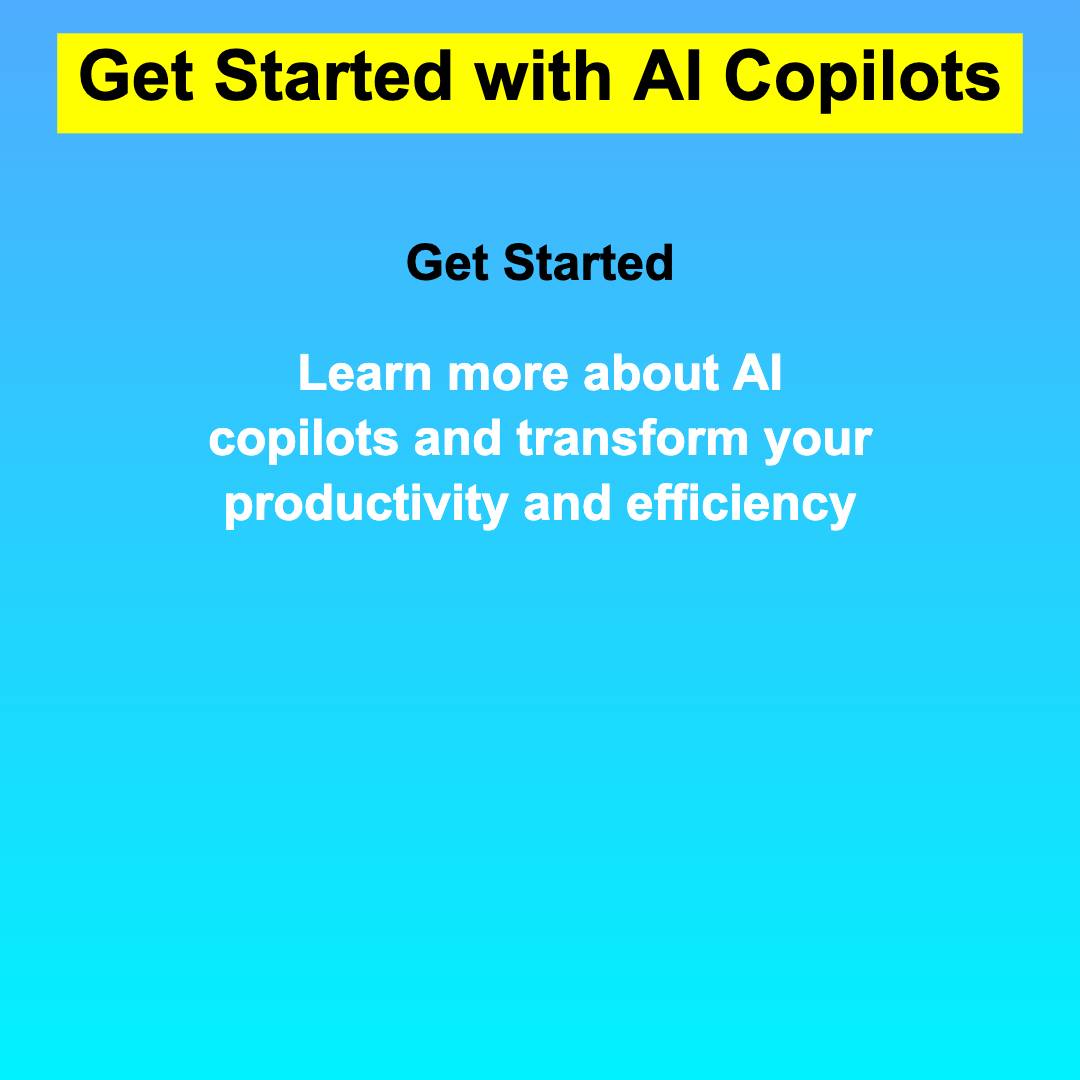 Get Started with AI Copilots
Get Started
Learn more about AI
copilots and transform your
productivity and efficiency